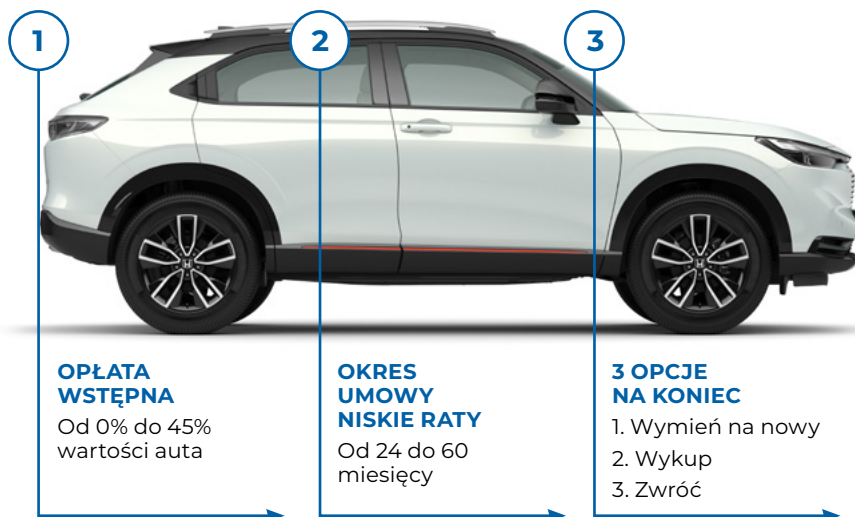 1
2
3
OPŁATA
WSTĘPNA
Od 0% do 45%
wartości auta
OKRES
UMOWY
NISKIE RATY
Od 24 do 60
miesięcy
3 OPCJE
NA KONIEC
1. Wymień na nowy
2. Wykup
3. Zwróć